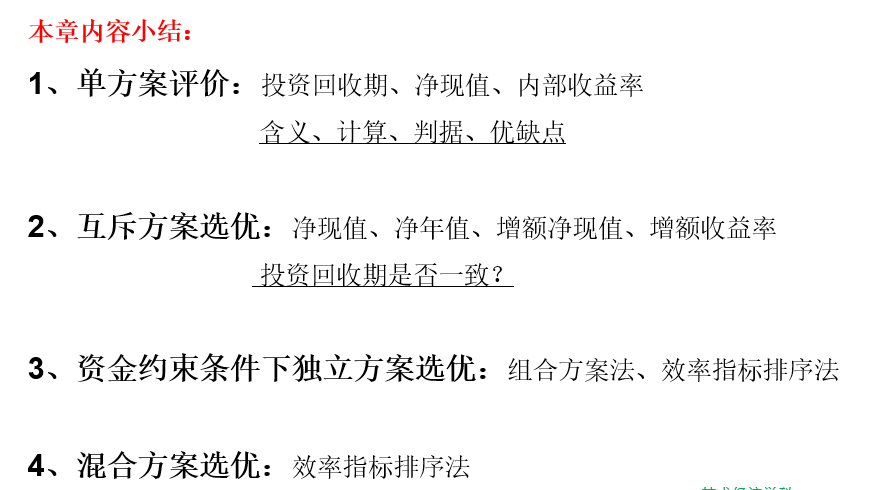 本章内容小结：
1、单方案评价：投资回收期、净现值、内部收益率
含义、计算、判据、优缺点
2、互斥方案选优：净现值、净年值、增额净现值、增额收益率
投资回收期是否一致？
3、资金约束条件下独立方案选优：组合方案法、效率指标排序法
4、混合方案选优：效率指标排序法